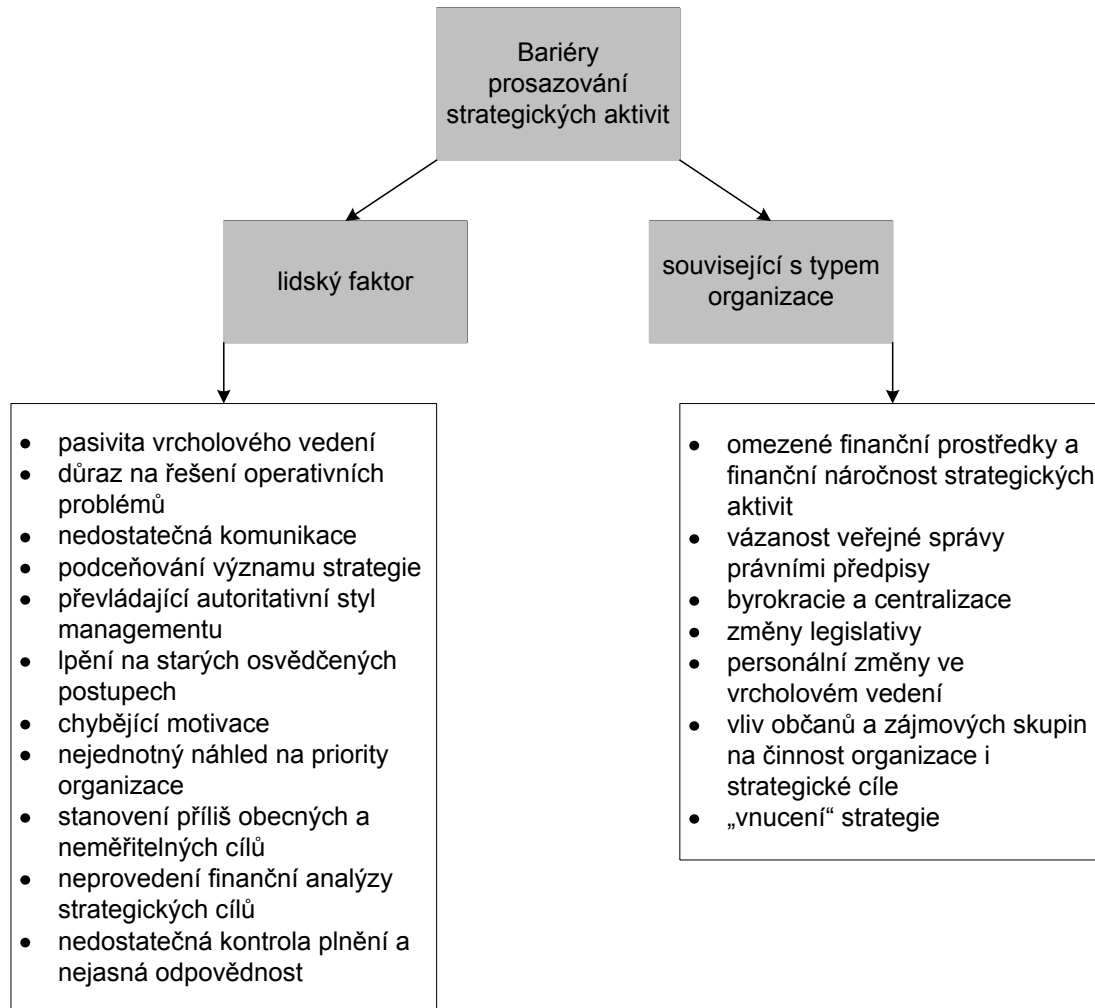 Bariéry
prosazování
strategických aktivit
lidský faktor
související s typem
organizace
• pasivita vrcholového vedení
• důraz na řešení operativních
problémů
• nedostatečná komunikace
• podceňování významu strategie
• převládající autoritativní styl
managementu
• lpění na starých osvědčených
postupech
• chybějící motivace
• nejednotný náhled na priority
organizace
• stanovení příliš obecných a
neměřitelných cílů
• neprovedení finanční analýzy
strategických cílů
• nedostatečná kontrola plnění a
nejasná odpovědnost
• omezené finanční prostředky a
finanční náročnost strategických
aktivit
• vázanost veřejné správy
právními předpisy
• byrokracie a centralizace
• změny legislativy
• personální změny ve
vrcholovém vedení
• vliv občanů a zájmových skupin
na činnost organizace i
strategické cíle
• „vnucení“ strategie